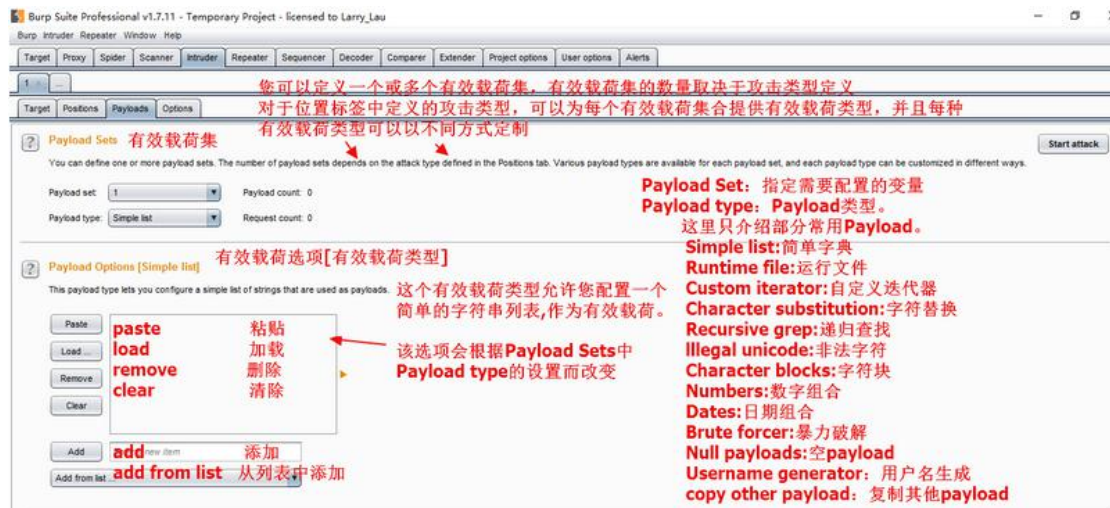 Burp Suite Professional v1.7.11 - Temporary Project - licensed to Larry_Lau
Burp Intruder Repeater Window Help
Target Proxy Spider Scanner Intruder Repeater Sequencer Decoder Comparer Extender Project options User options Alerts
1 × ...
您可以定义一个或多个有效载荷集，有效载荷集的数量取决于攻击类型定义
Target Positions Payloads Options
对于位置标签中定义的攻击类型，可以为每个有效载荷集合提供有效载荷类型，并且每种
有效载荷类型可以以不同方式定制
? Payload Sets 有效载荷集
Start attack
You can define one or more payload sets. The number of payload sets depends on the attack type defined in the Positions tab. Various payload types are available for each payload set, and each payload type can be customized in different ways.
Payload set: 1 Payload count: 0
Payload type: Simple list Request count: 0
Payload Set：指定需要配置的变量
Payload type：Payload类型。
这里只介绍部分常用Payload。
Simple list:简单字典
Runtime file:运行文件
Custom iterator:自定义迭代器
Character substitution:字符替换
Recursive grep:递归查找
lllegal unicode:非法字符
Character blocks:字符块
Numbers:数字组合
Dates:日期组合
Brute forcer:暴力破解
Null payloads:空payload
Username generator：用户名生成
copy other payload：复制其他payload
有效载荷选项[有效载荷类型]
? Payload Options [Simple list]
This payload type lets you configure a simple list of strings that are used as payloads.
这个有效载荷类型允许您配置一个
简单的字符串列表,作为有效载荷。
Paste paste 粘贴
Load ... load 加载
Remove remove 删除
Clear clear 清除
该选项会根据Payload Sets中
Payload type的设置而改变
Add add new item 添加
Add from list ... add from list 从列表中添加